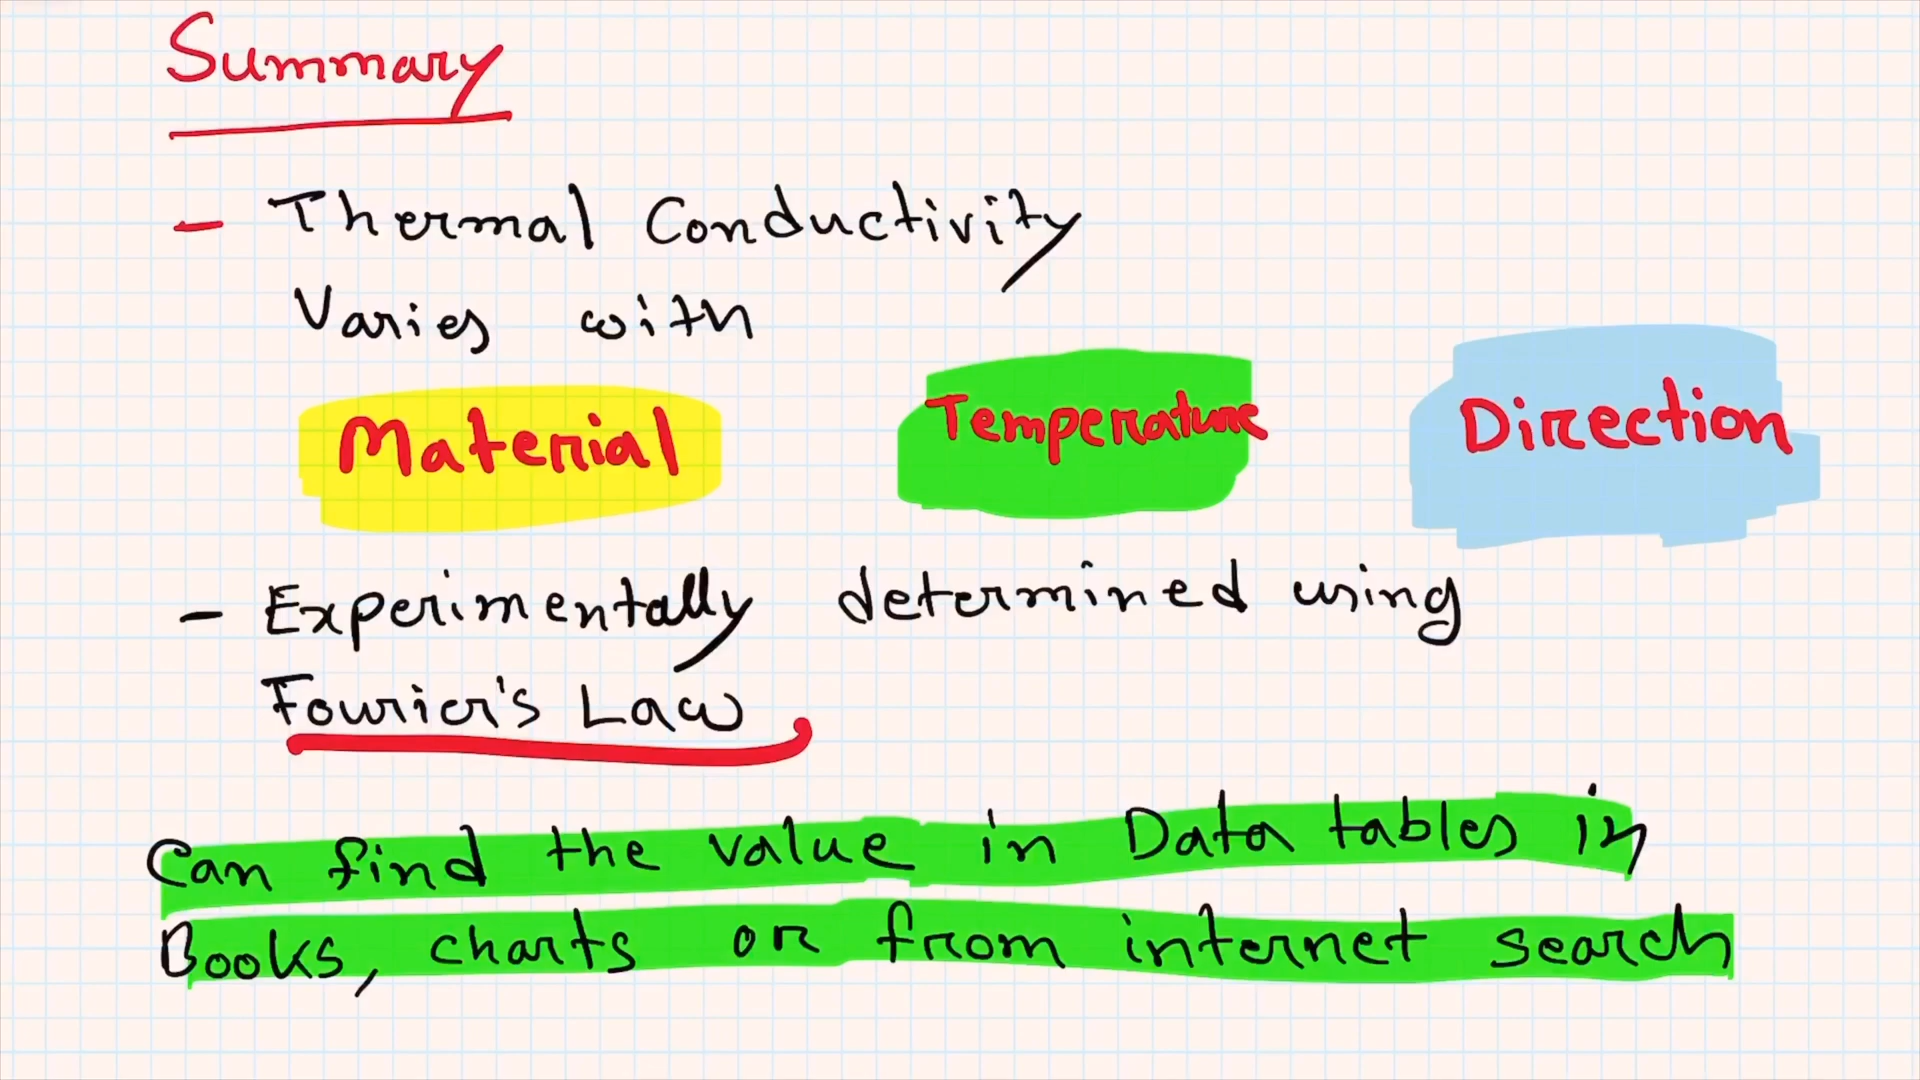 Summary
- Thermal Conductivity
Varies with
Material Temperature Direction
- Experimentally determined using
Fourier's Law
Can find the value in Data tables in
Books, charts or from internet search